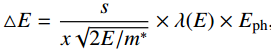 △E = s / x√2E/m* × λ(E) × E_ph,